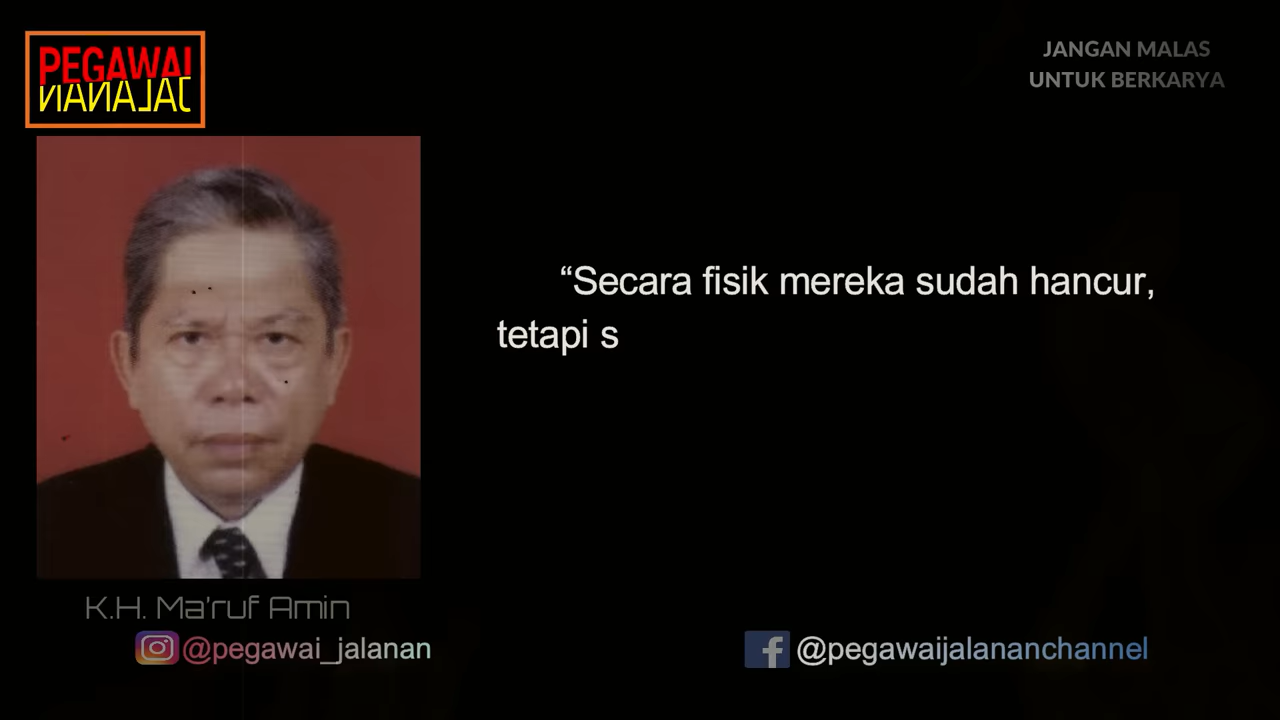 PEGAWAI
JALANAN
JANGAN MALAS
UNTUK BERKARYA
“Secara fisik mereka sudah hancur,
tetapi s
K.H. Ma'ruf Amin
@pegawai_jalanan
@pegawaijalananchannel